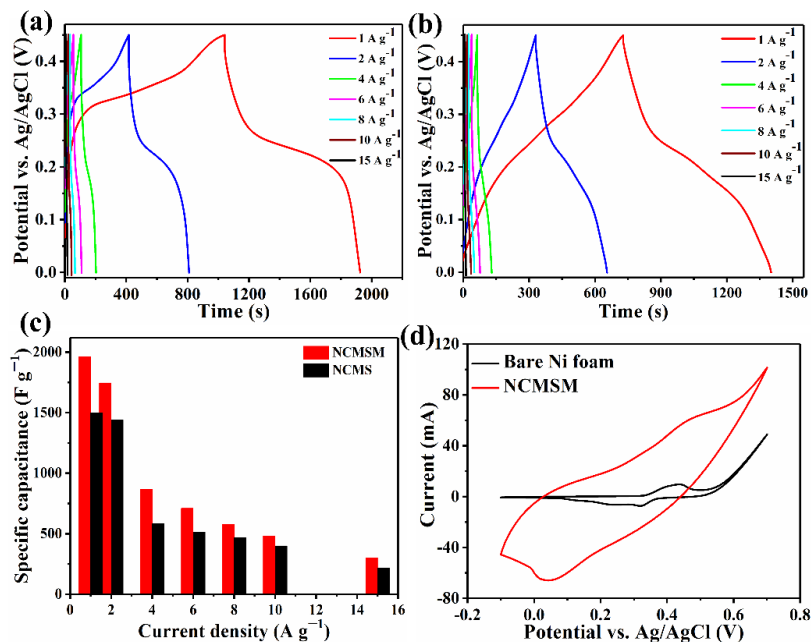 (a)
Potential vs. Ag/AgCl (V)
0.4
0.3
0.2
0.1
0.0
0 400 800 1200 1600 2000
Time (s)
1 A g⁻¹
2 A g⁻¹
4 A g⁻¹
6 A g⁻¹
8 A g⁻¹
10 A g⁻¹
15 A g⁻¹
(b)
Potential vs. Ag/AgCl (V)
0.4
0.3
0.2
0.1
0.0
0 300 600 900 1200 1500
Time (s)
1 A g⁻¹
2 A g⁻¹
4 A g⁻¹
6 A g⁻¹
8 A g⁻¹
10 A g⁻¹
15 A g⁻¹
(c)
Specific capacitance (F g⁻¹)
2000
1500
1000
500
0
0 2 4 6 8 10 12 14 16
Current density (A g⁻¹)
NCMSM
NCMS
(d)
Current (mA)
120
80
40
0
-40
-80
-0.2 0.0 0.2 0.4 0.6 0.8
Potential vs. Ag/AgCl (V)
Bare Ni foam
NCMSM